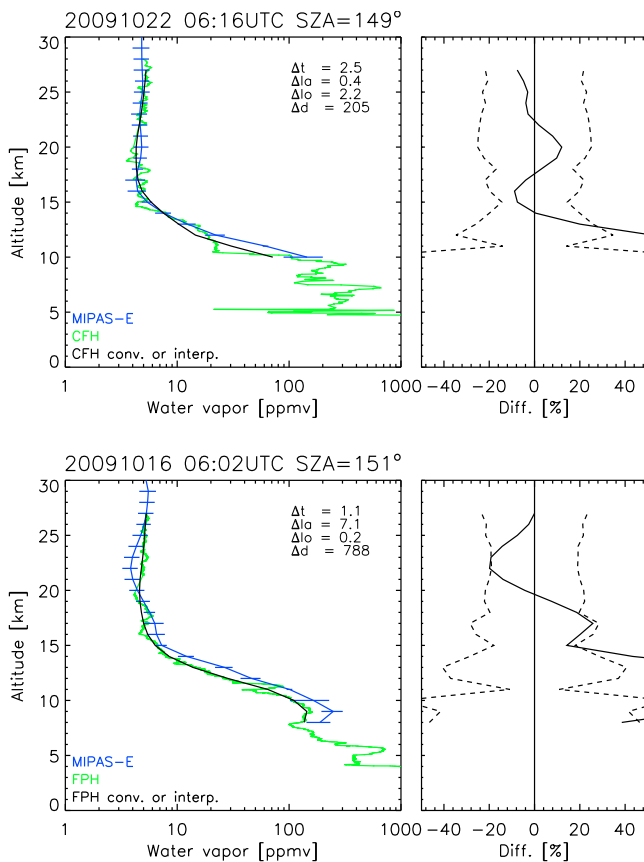 20091022 06:16UTC SZA=149°
30
25
20
15
10
5
0
Altitude [km]
Δt = 2.5
Δla = 0.4
Δlo = 2.2
Δd = 205
MIPAS-E
CFH
CFH conv. or interp.
1 10 100 1000
Water vapor [ppmv]
-40 -20 0 20 40
Diff. [%]
20091016 06:02UTC SZA=151°
30
25
20
15
10
5
0
Altitude [km]
Δt = 1.1
Δla = 7.1
Δlo = 0.2
Δd = 788
MIPAS-E
FPH
FPH conv. or interp.
1 10 100 1000
Water vapor [ppmv]
-40 -20 0 20 40
Diff. [%]